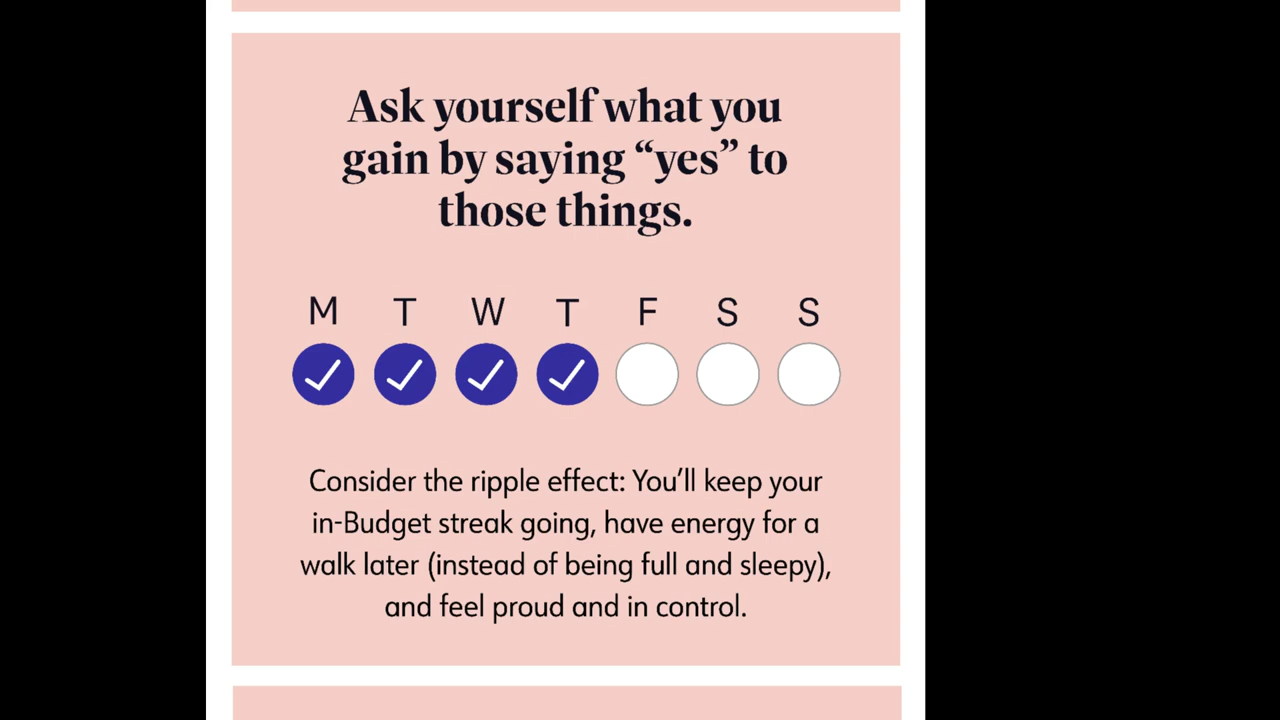 Ask yourself what you
gain by saying “yes” to
those things.
M T W T F S S
Consider the ripple effect: You’ll keep your
in-Budget streak going, have energy for a
walk later (instead of being full and sleepy),
and feel proud and in control.